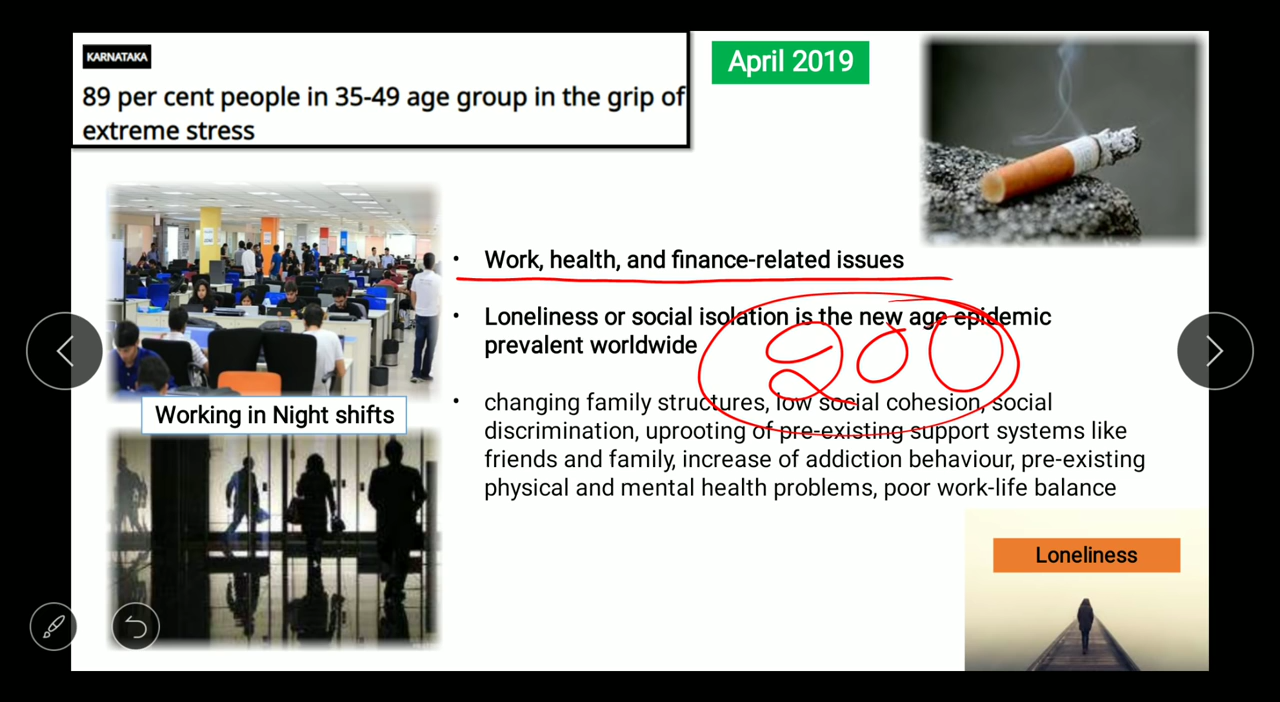 KARNATAKA
89 per cent people in 35-49 age group in the grip of
extreme stress
April 2019
• Work, health, and finance-related issues
• Loneliness or social isolation is the new age epidemic
prevalent worldwide
200
• changing family structures, low social cohesion, social
discrimination, uprooting of pre-existing support systems like
friends and family, increase of addiction behaviour, pre-existing
physical and mental health problems, poor work-life balance
Working in Night shifts
Loneliness